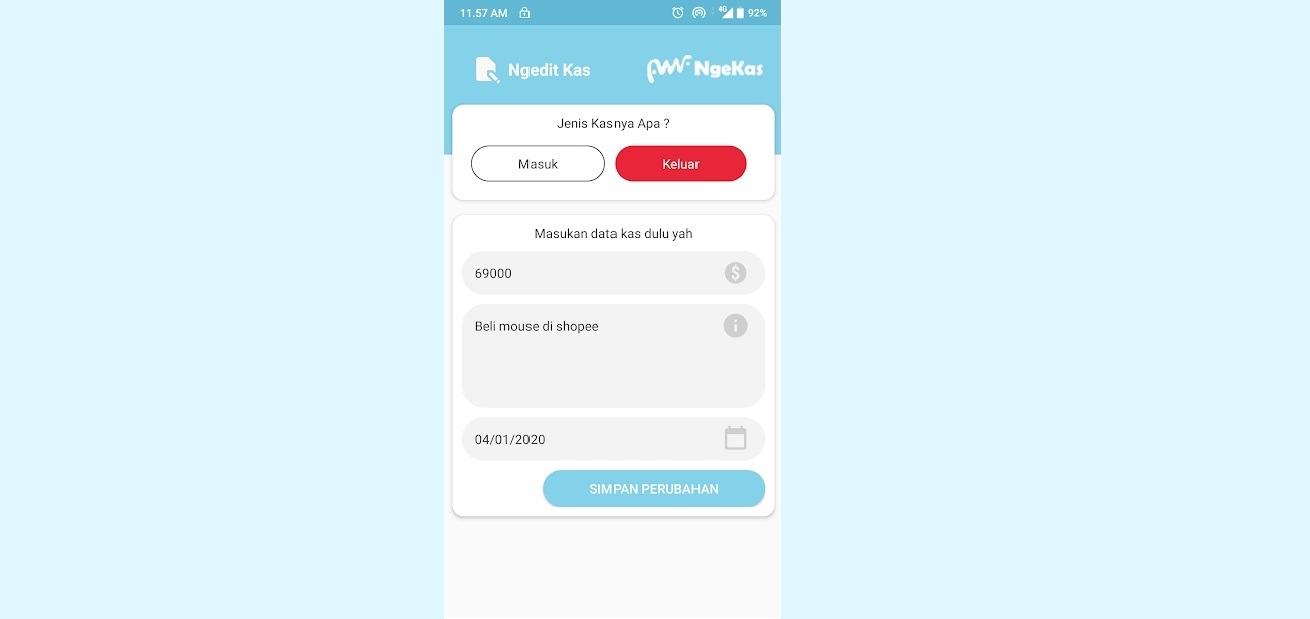 11.57 AM 4G 92%
Ngedit Kas NgeKas
Jenis Kasnya Apa ?
Masuk Keluar
Masukan data kas dulu yah
69000
Beli mouse di shopee
04/01/2020
SIMPAN PERUBAHAN